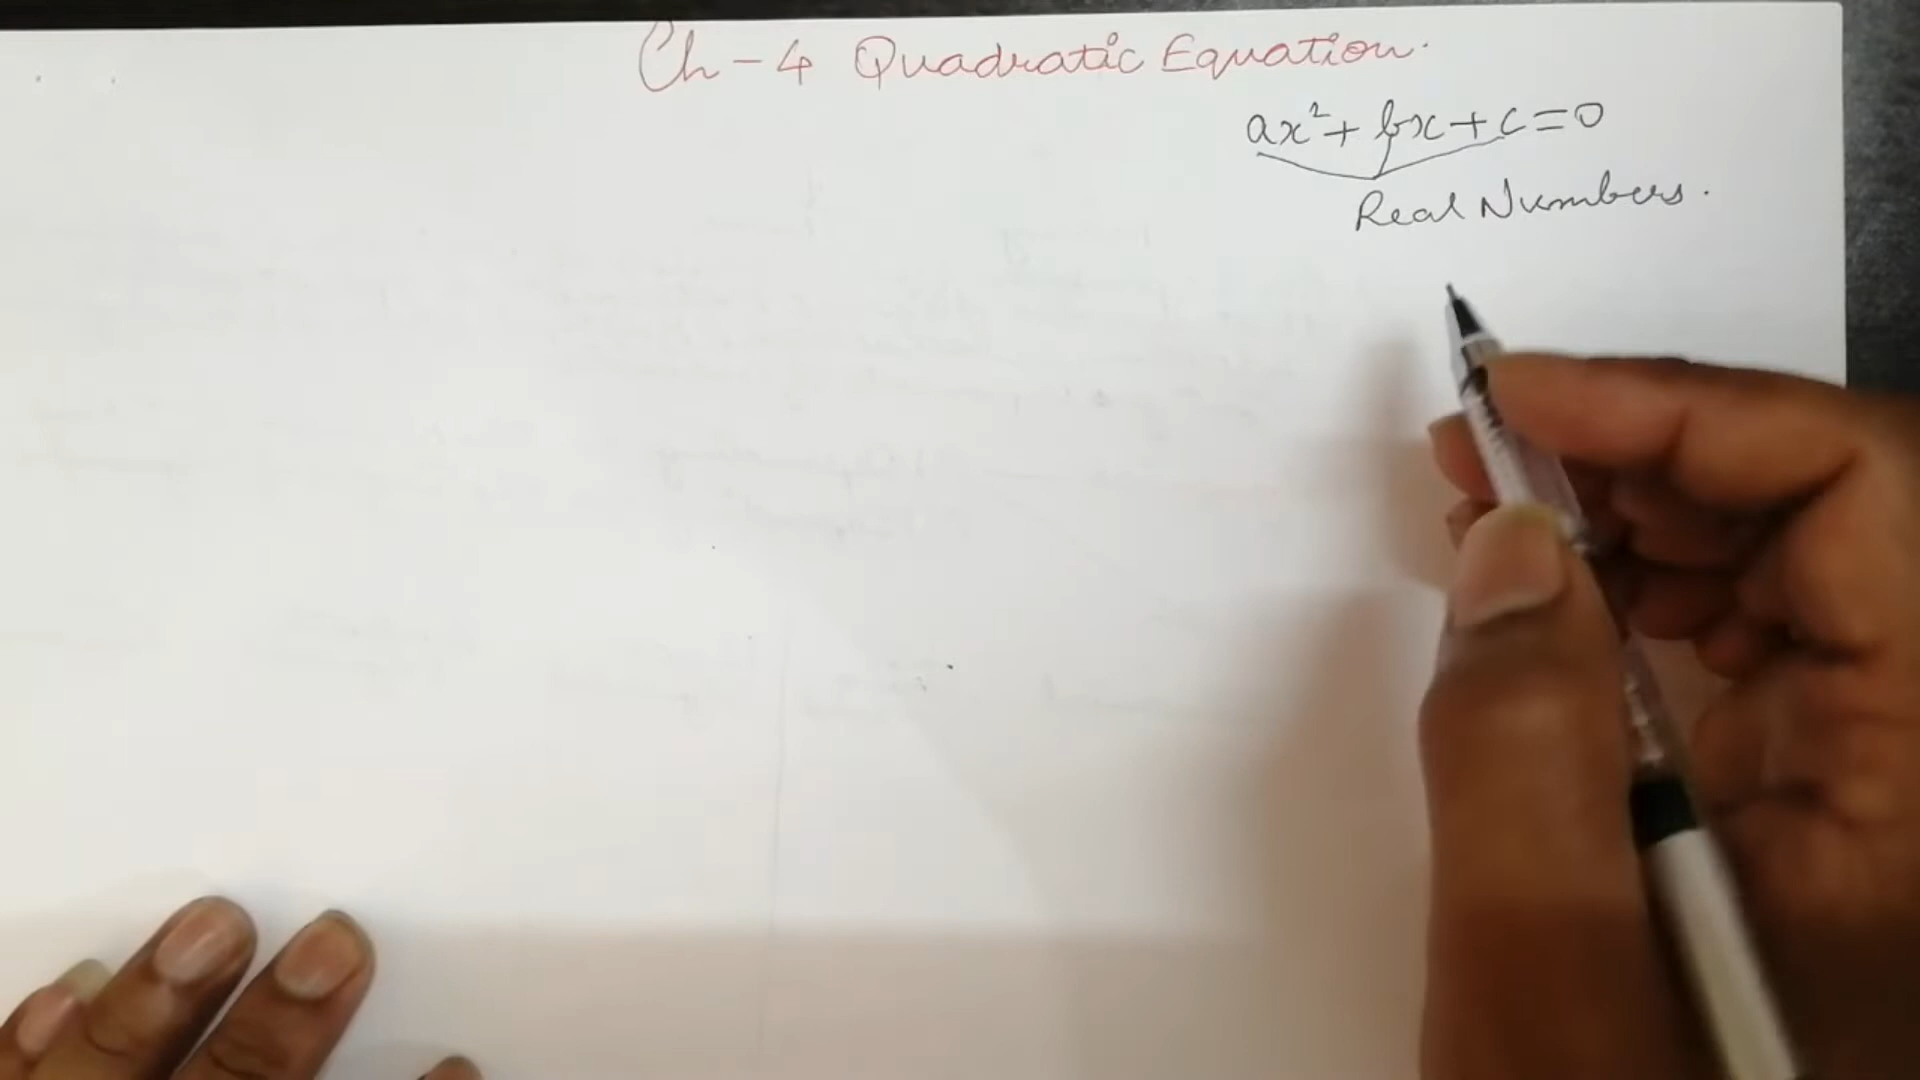 Ch - 4 Quadratic Equation.
ax² + bx + c = 0
Real Numbers.